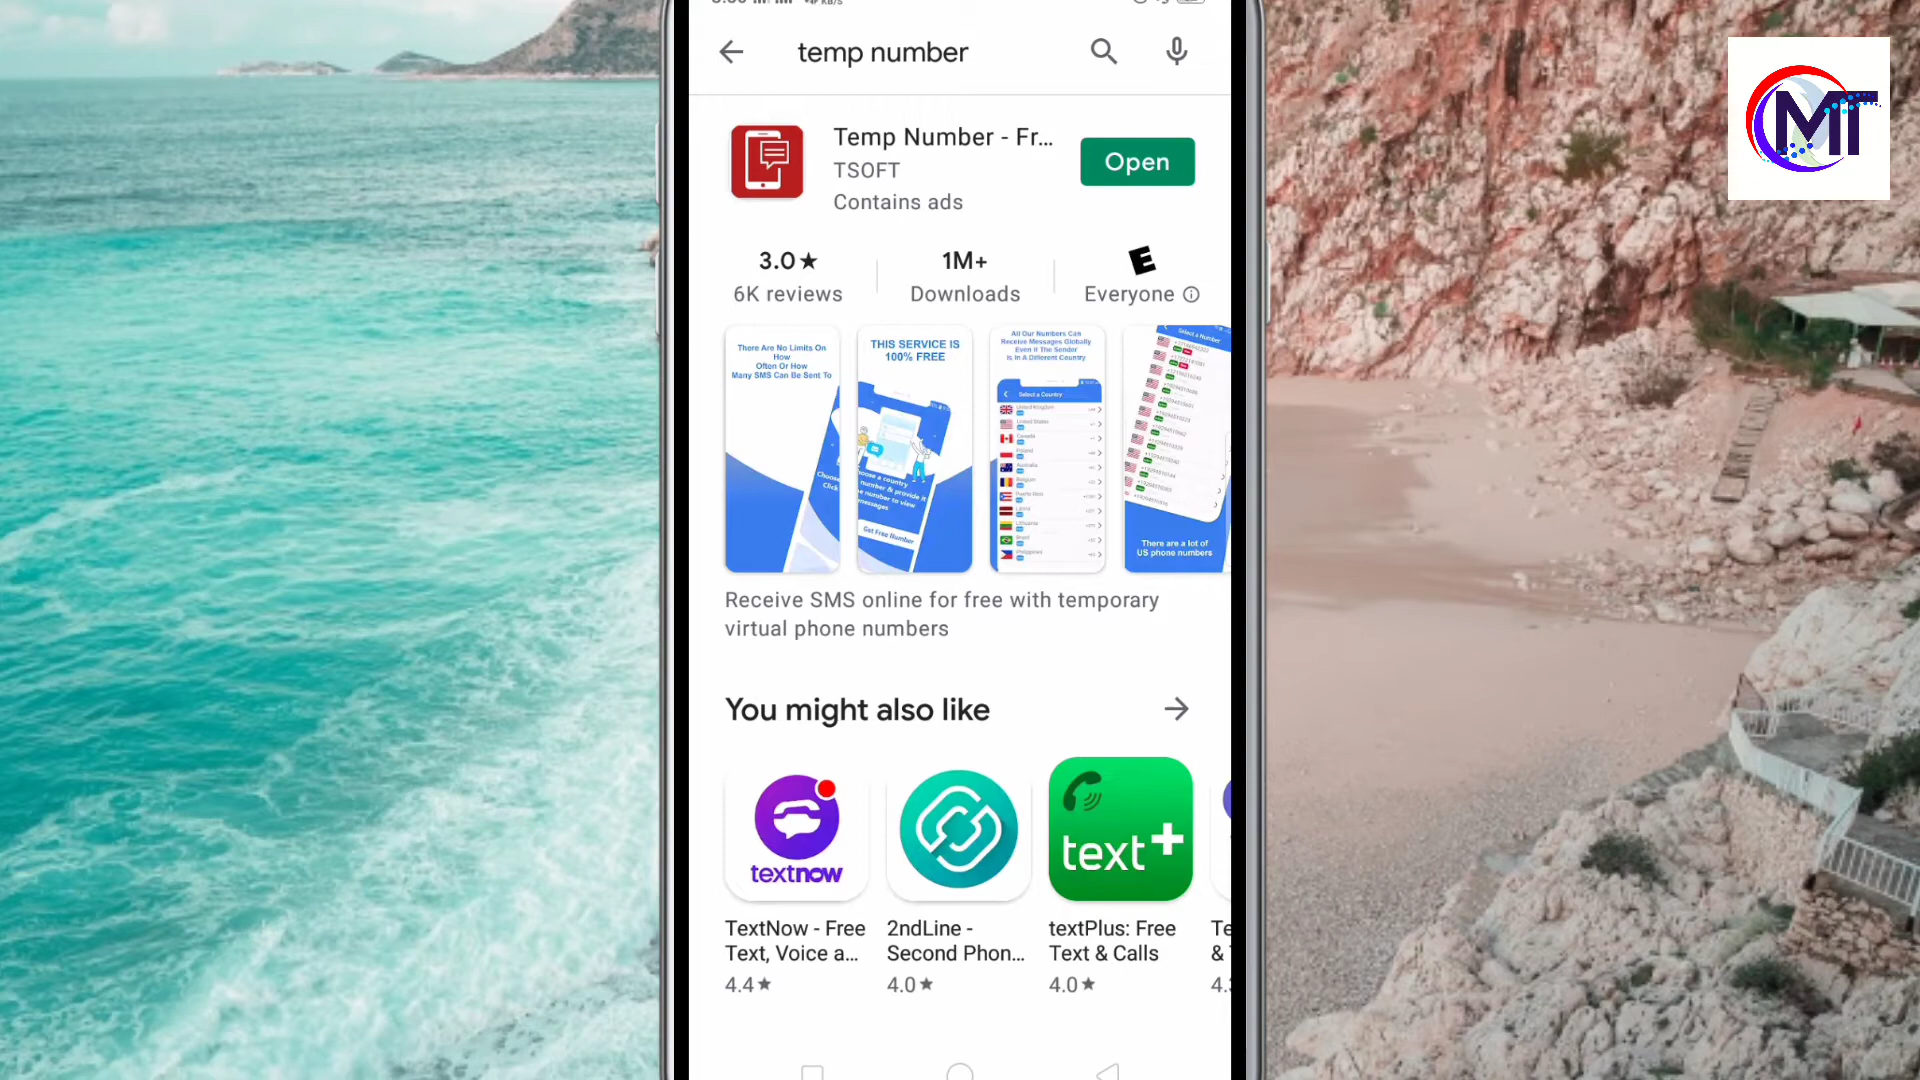 temp number
Temp Number - Fr...
TSOFT
Contains ads
Open
3.0★
6K reviews
1M+
Downloads
E
Everyone
There Are No Limits On
How
Often Or How
Many SMS Can Be Sent To
THIS SERVICE IS
100% FREE
Get Free Number
All Our Numbers Can
Receive Messages Globally
Even If The Sender
Is In A Different Country
Select a Country
United Kingdom
United States
Canada
Poland
Australia
Belgium
Puerto Rico
Latvia
Lithuania
Brazil
Philippines
Select a Number
There are a lot of
US phone numbers
Receive SMS online for free with temporary
virtual phone numbers
You might also like
textnow
text+
TextNow - Free
Text, Voice a...
4.4★
2ndLine -
Second Phon...
4.0★
textPlus: Free
Text & Calls
4.0★
MT